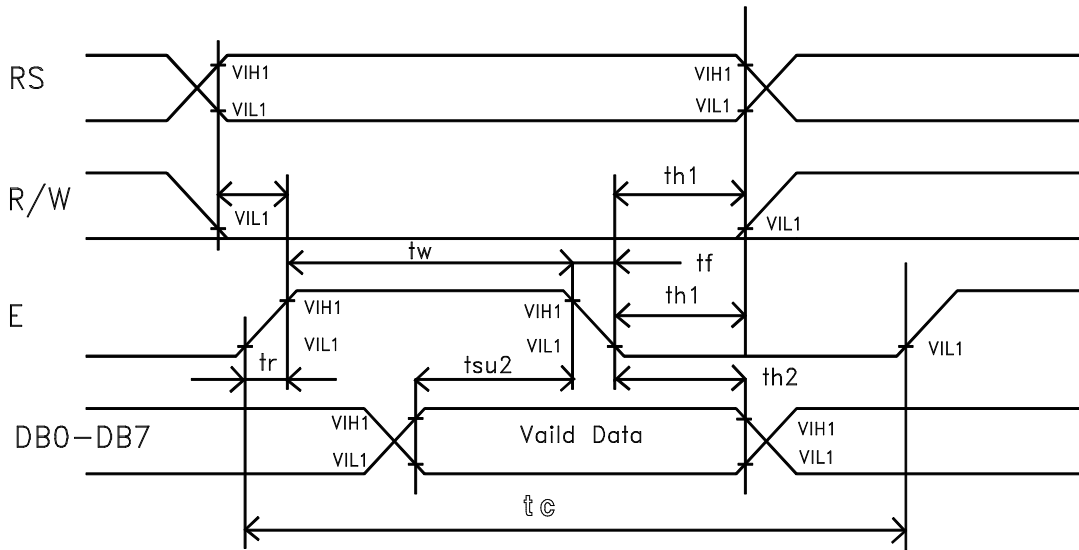 RS
VIH1
VIL1
VIH1
VIL1
R/W
VIL1
th1
VIL1
tw
tf
E
VIH1
VIL1
VIH1
VIL1
th1
VIL1
tr
tsu2
th2
DB0-DB7
VIH1
VIL1
Vaild Data
VIH1
VIL1
tc